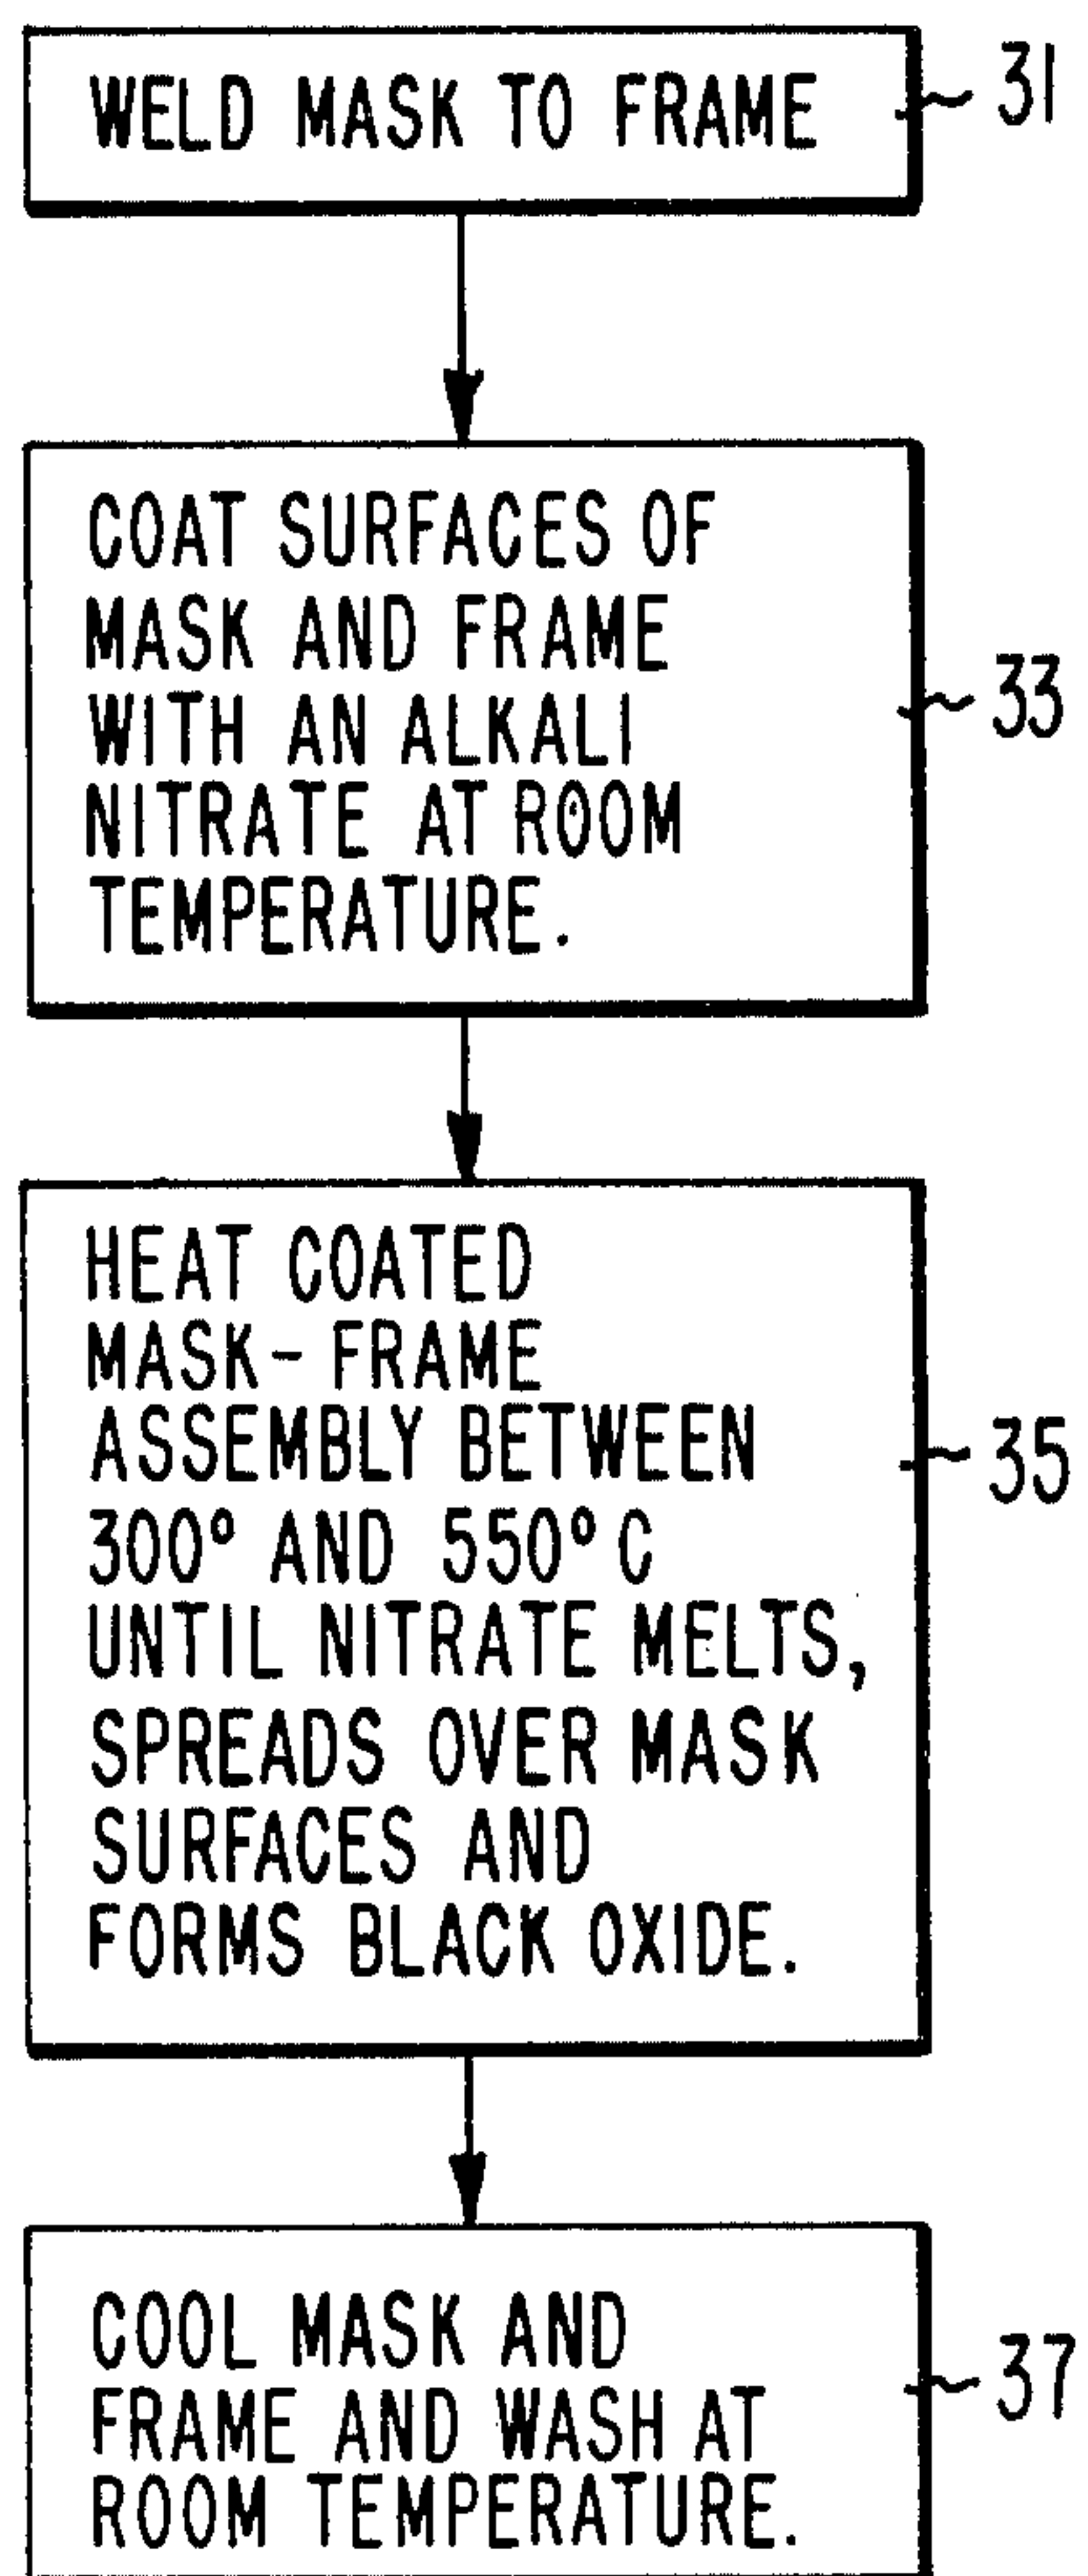 WELD MASK TO FRAME
31
COAT SURFACES OF
MASK AND FRAME
WITH AN ALKALI
NITRATE AT ROOM
TEMPERATURE.
33
HEAT COATED
MASK-FRAME
ASSEMBLY BETWEEN
300° AND 550° C
UNTIL NITRATE MELTS,
SPREADS OVER MASK
SURFACES AND
FORMS BLACK OXIDE.
35
COOL MASK AND
FRAME AND WASH AT
ROOM TEMPERATURE.
37